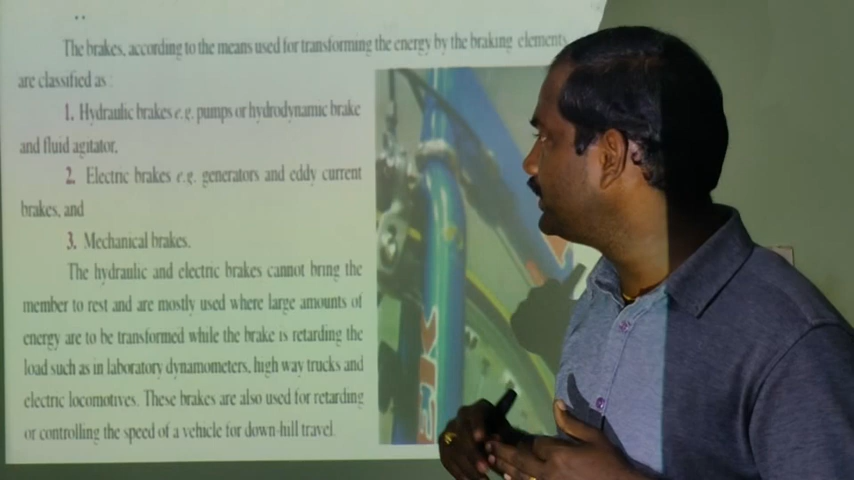 The brakes, according to the means used for transforming the energy by the braking elements
are classified as :
1. Hydraulic brakes e.g. pumps or hydrodynamic brake
and fluid agitator,
2. Electric brakes e.g. generators and eddy current
brakes, and
3. Mechanical brakes.
The hydraulic and electric brakes cannot bring the
member to rest and are mostly used where large amounts of
energy are to be transformed while the brake is retarding the
load such as in laboratory dynamometers, high way trucks and
electric locomotives. These brakes are also used for retarding
or controlling the speed of a vehicle for down-hill travel.